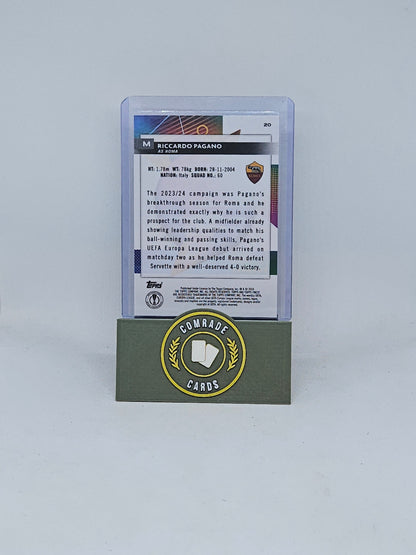 20
M RICCARDO PAGANO
AS ROMA
HT: 1.78m WT: 78kg BORN: 28-11-2004
NATION: Italy SQUAD NO.: 60
The 2023/24 campaign was Pagano's
breakthrough season for Roma and he
demonstrated exactly why he is such a
prospect for the club. A midfielder already
showing leadership qualities to match his
ball-winning and passing skills, Pagano's
UEFA Europa League debut arrived on
matchday two as he helped Roma defeat
Servette with a well-deserved 4-0 victory.
Topps
COMRADE
CARDS